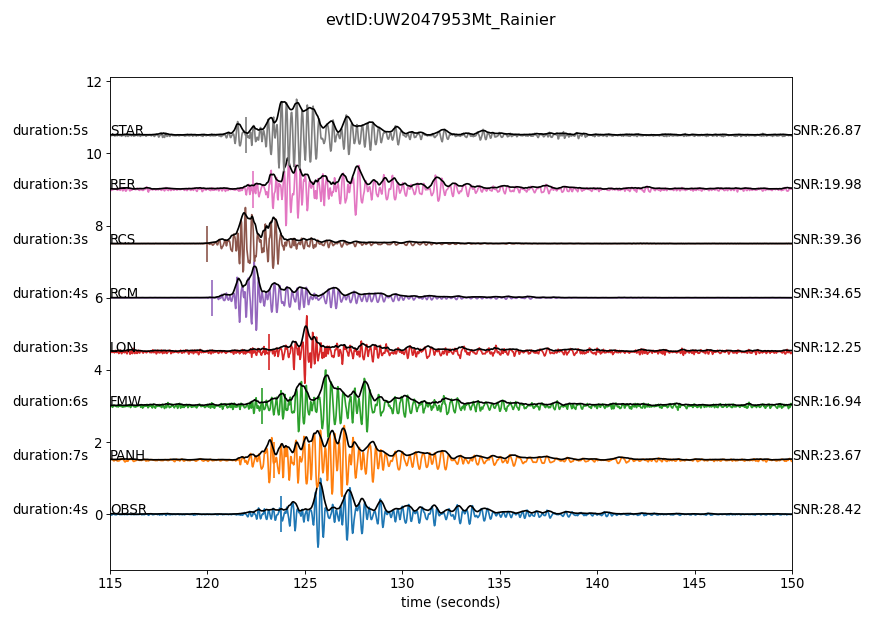 evtID:UW2047953Mt_Rainier
12
duration:5s STAR SNR:26.87
10
duration:3s RER SNR:19.98
8
duration:3s RCS SNR:39.36
duration:4s RCM SNR:34.65
6
duration:3s LON SNR:12.25
4
duration:6s FMW SNR:16.94
2
duration:7s PANH SNR:23.67
duration:4s OBSR SNR:28.42
0
115 120 125 130 135 140 145 150
time (seconds)